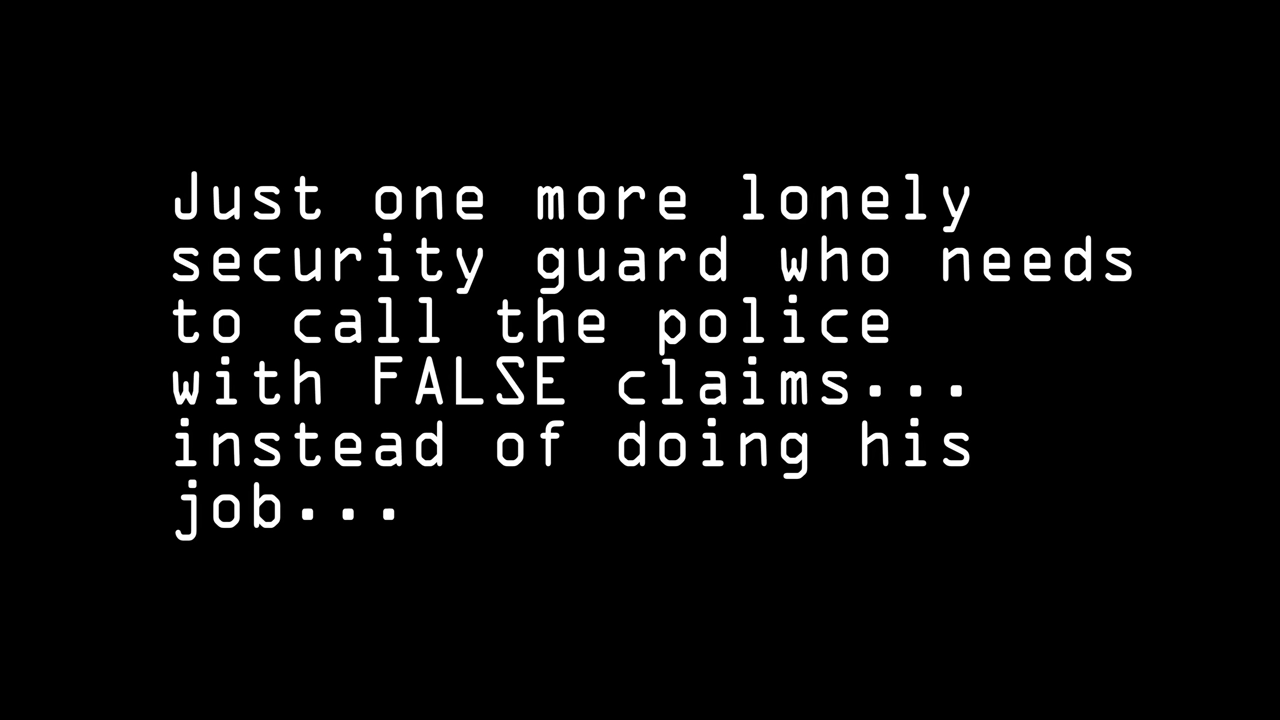 Just one more lonely
security guard who needs
to call the police
with FALSE claims...
instead of doing his
job...